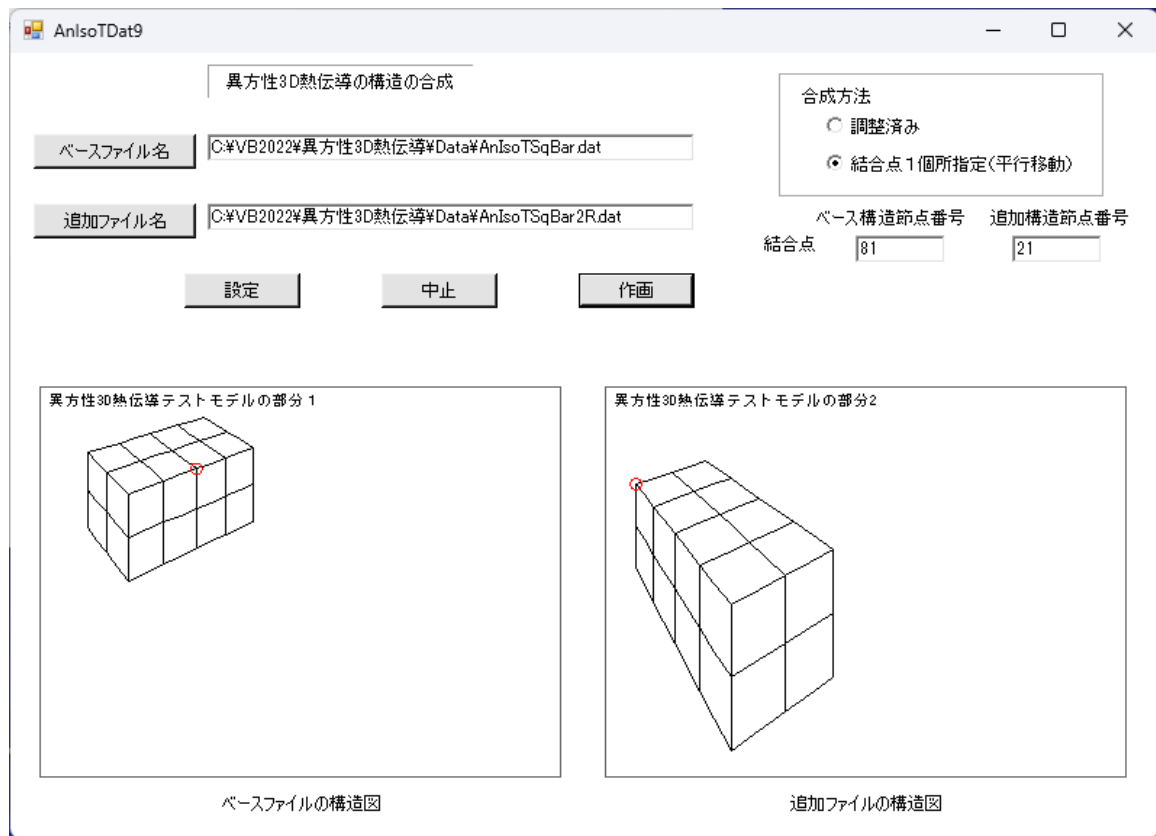 AnIsoTDat9
異方性3D熱伝導の構造の合成
合成方法
調整済み
結合点1個所指定(平行移動)
ベースファイル名 C:¥VB2022¥異方性3D熱伝導¥Data¥AnIsoTSqBar.dat
追加ファイル名 C:¥VB2022¥異方性3D熱伝導¥Data¥AnIsoTSqBar2R.dat
ベース構造節点番号 追加構造節点番号
結合点 81 21
設定 中止 作画
異方性3D熱伝導テストモデルの部分1
異方性3D熱伝導テストモデルの部分2
ベースファイルの構造図
追加ファイルの構造図